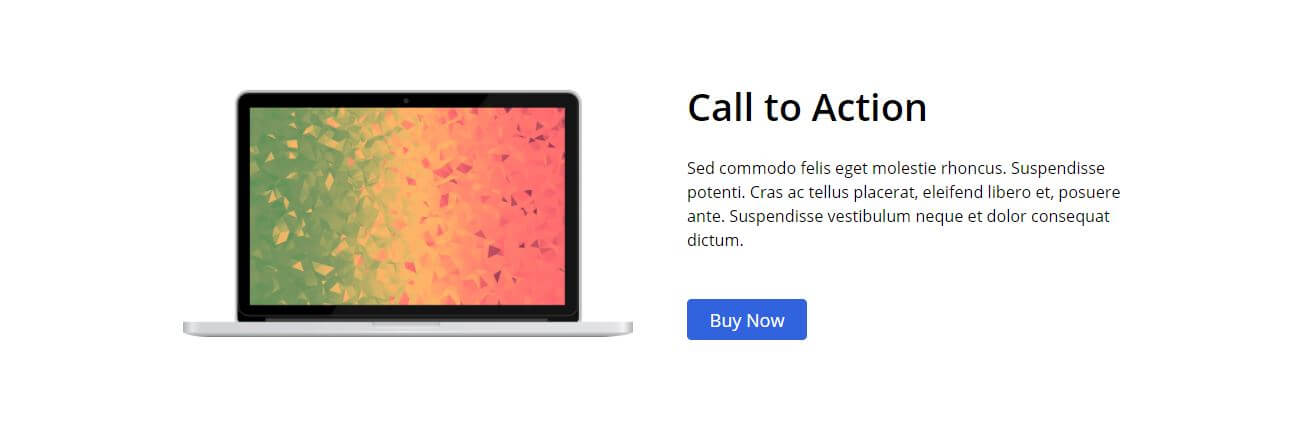 Call to Action
Sed commodo felis eget molestie rhoncus. Suspendisse
potenti. Cras ac tellus placerat, eleifend libero et, posuere
ante. Suspendisse vestibulum neque et dolor consequat
dictum.
Buy Now